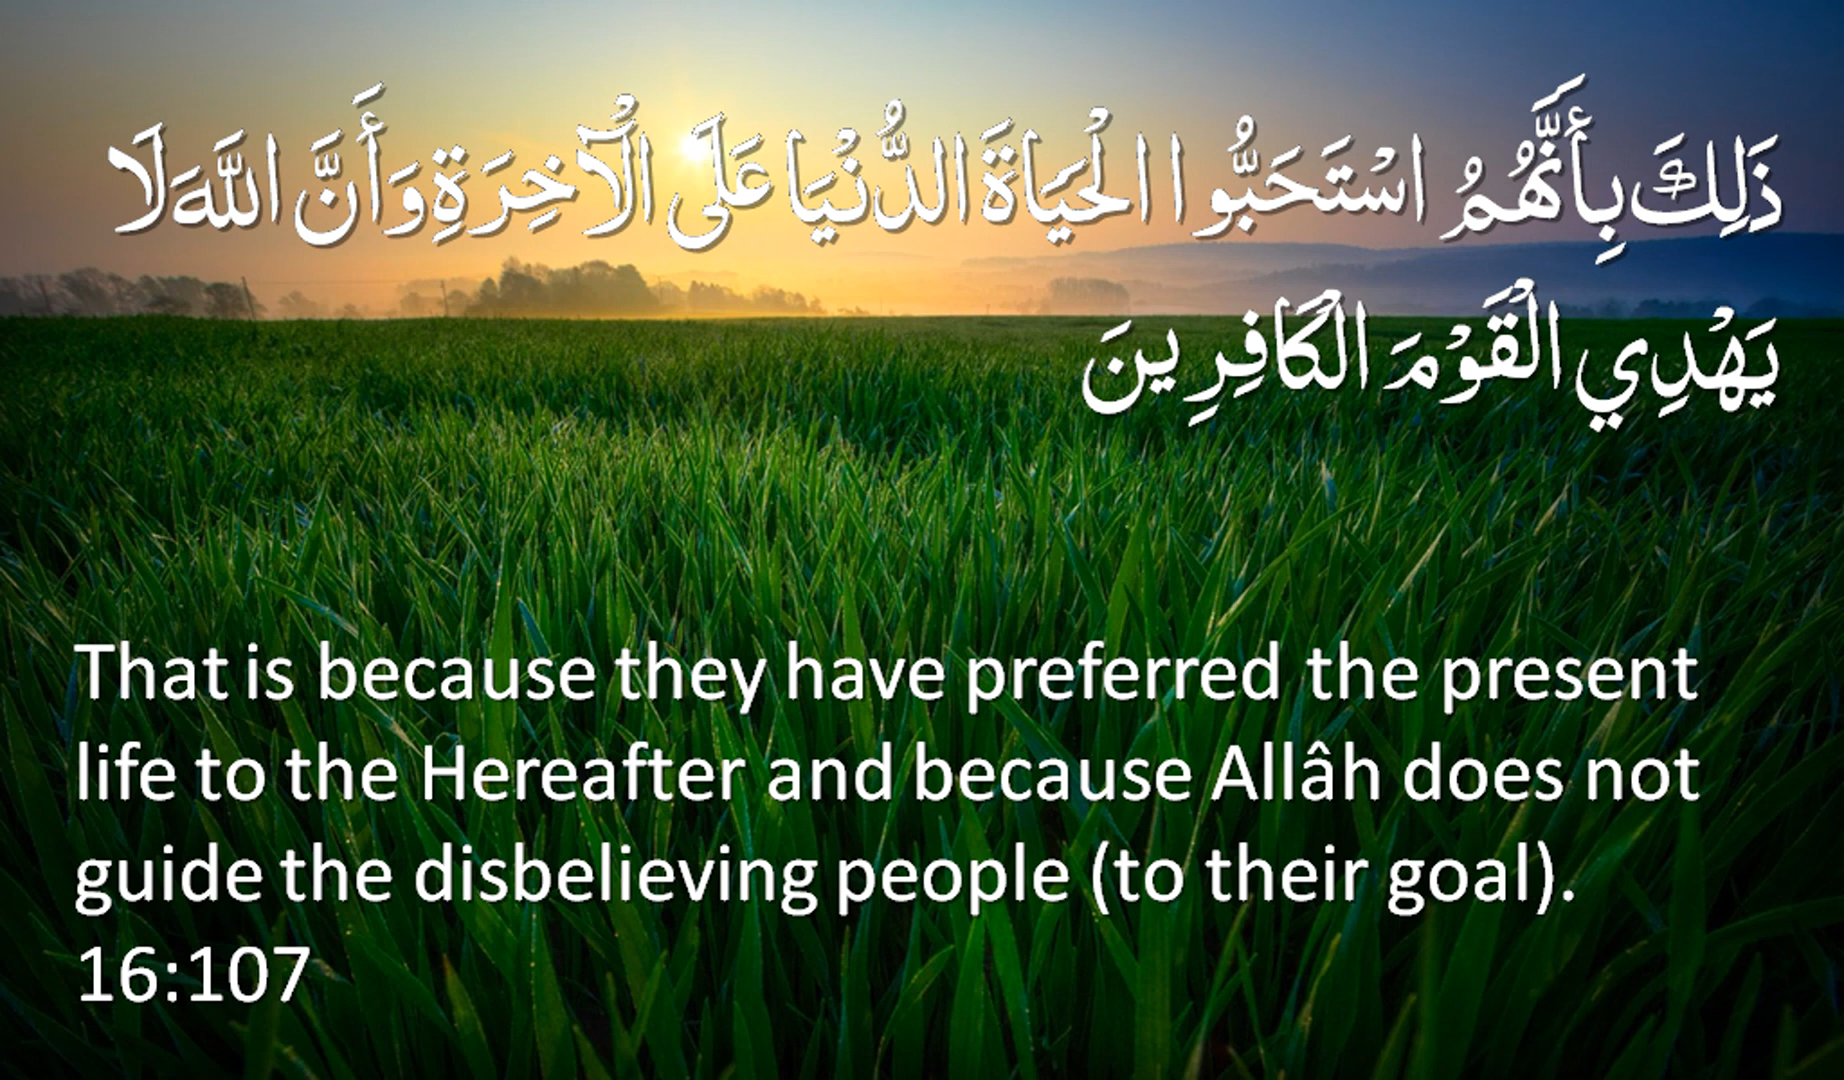 ذَلِكَ بِأَنَّهُمُ اسْتَحَبُّوا الْحَيَاةَ الدُّنْيَا عَلَى الْآخِرَةِ وَأَنَّ اللَّهَ لَا
يَهْدِي الْقَوْمَ الْكَافِرِينَ
That is because they have preferred the present
life to the Hereafter and because Allâh does not
guide the disbelieving people (to their goal).
16:107